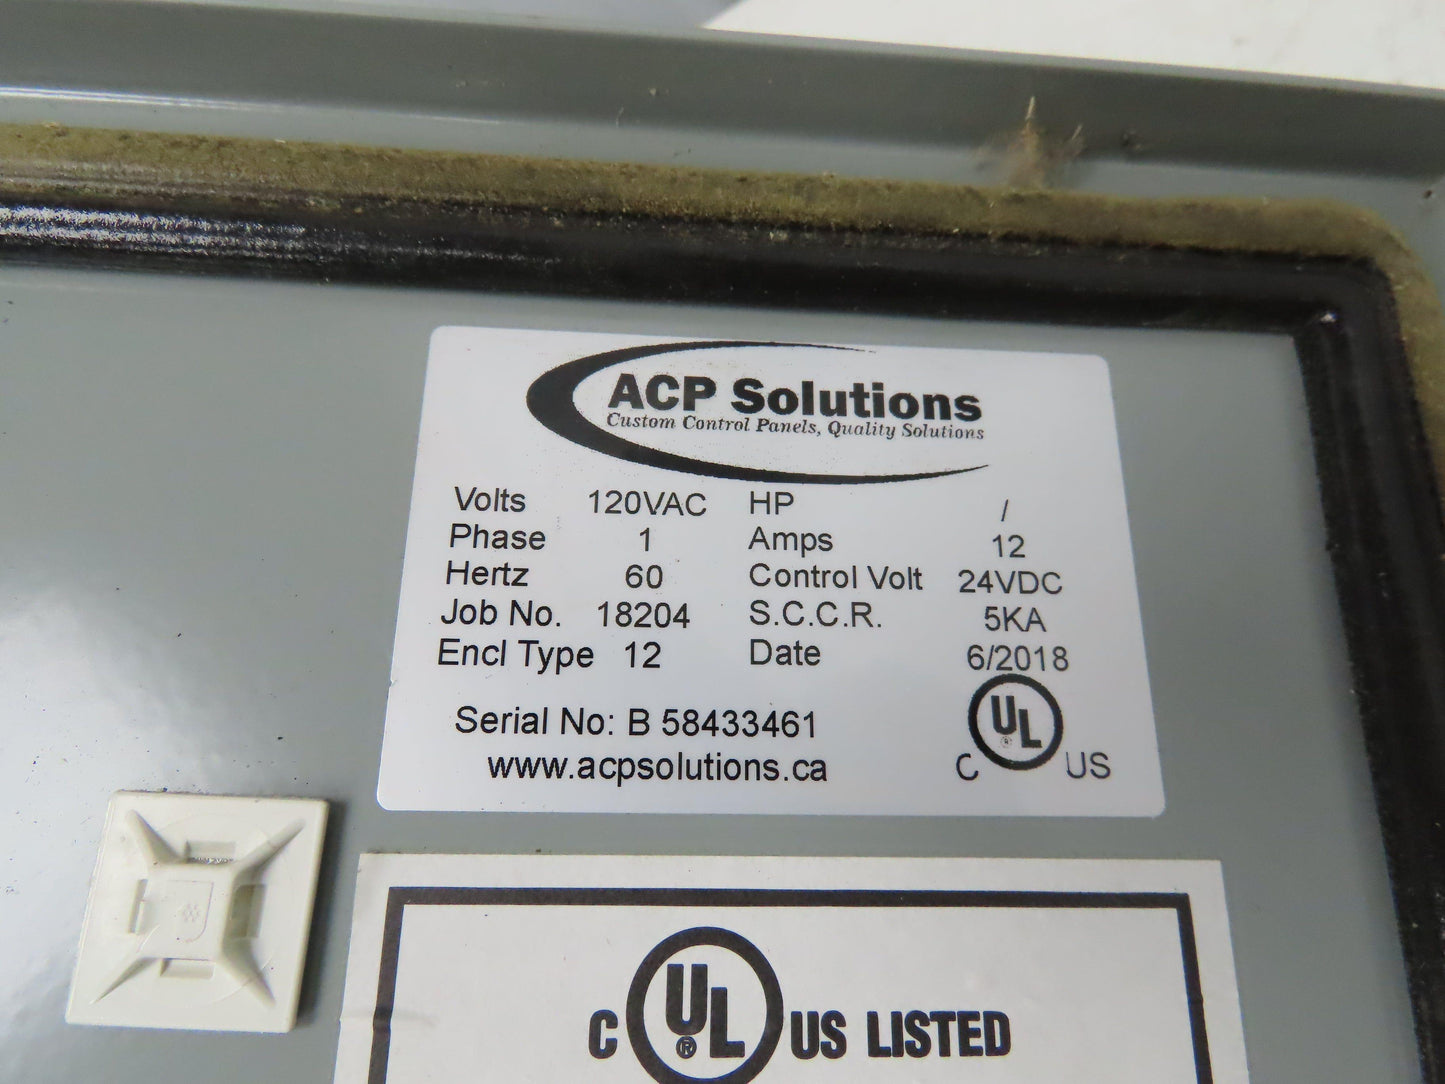 ACP Solutions
Custom Control Panels, Quality Solutions
Volts 120VAC HP /
Phase 1 Amps 12
Hertz 60 Control Volt 24VDC
Job No. 18204 S.C.C.R. 5KA
Encl Type 12 Date 6/2018
Serial No: B 58433461
www.acpsolutions.ca
C UL ® US
C UL ® US LISTED